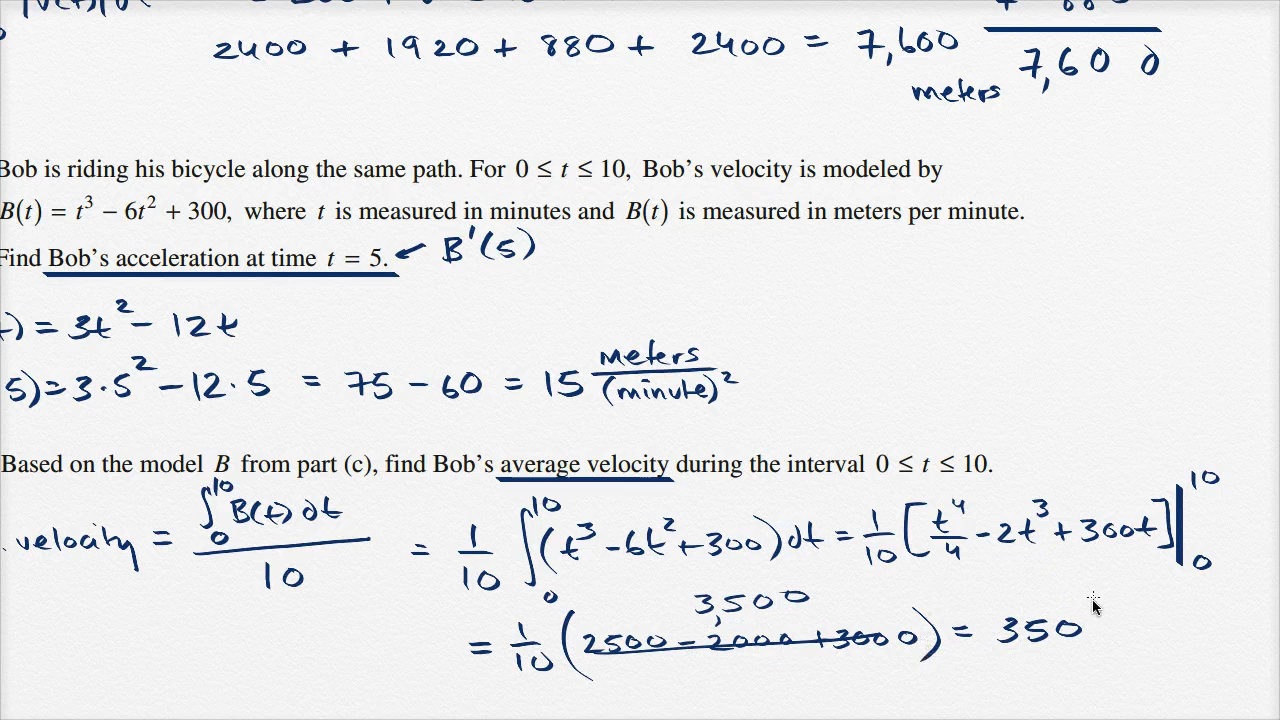 2400 + 1920 + 880 + 2400 = 7,600
meters
7,600
Bob is riding his bicycle along the same path. For 0 ≤ t ≤ 10, Bob's velocity is modeled by
B(t) = t³ − 6t² + 300, where t is measured in minutes and B(t) is measured in meters per minute.
Find Bob's acceleration at time t = 5. ← B'(5)
) = 3t² − 12t
5) = 3·5² − 12·5 = 75 − 60 = 15 meters/(minute)²
Based on the model B from part (c), find Bob's average velocity during the interval 0 ≤ t ≤ 10.
. velocity = ∫₀¹⁰ B(t) dt / 10 = 1/10 ∫₀¹⁰ (t³ − 6t² + 300) dt = 1/10 [t⁴/4 − 2t³ + 300t] |₀¹⁰
3,500
= 1/10 (2500 − 2000 + 3000) = 350